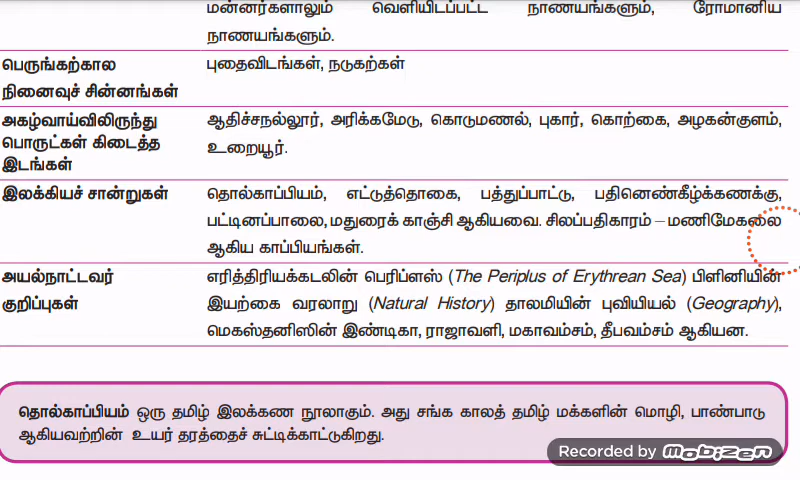 மன்னர்களாலும் வெளியிடப்பட்ட நாணயங்களும், ரோமானிய
நாணயங்களும்.
பெருங்கற்கால புதைவிடங்கள், நடுகற்கள்
நினைவுச் சின்னங்கள்
அகழ்வாய்விலிருந்து ஆதிச்சநல்லூர், அரிக்கமேடு, கொடுமணல், புகார், கொற்கை, அழகன்குளம்,
பொருட்கள் கிடைத்த உறையூர்.
இடங்கள்
இலக்கியச் சான்றுகள் தொல்காப்பியம், எட்டுத்தொகை, பத்துப்பாட்டு, பதினெண்கீழ்க்கணக்கு,
பட்டினப்பாலை, மதுரைக் காஞ்சி ஆகியவை. சிலப்பதிகாரம் – மணிமேகலை
ஆகிய காப்பியங்கள்.
அயல்நாட்டவர் எரித்திரியக்கடலின் பெரிப்ளஸ் (The Periplus of Erythrean Sea) பிளினியின்
குறிப்புகள் இயற்கை வரலாறு (Natural History) தாலமியின் புவியியல் (Geography),
மெகஸ்தனிஸின் இண்டிகா, ராஜாவளி, மகாவம்சம், தீபவம்சம் ஆகியன.
தொல்காப்பியம் ஒரு தமிழ் இலக்கண நூலாகும். அது சங்க காலத் தமிழ் மக்களின் மொழி, பாண்பாடு
ஆகியவற்றின் உயர் தரத்தைச் சுட்டிக்காட்டுகிறது.
Recorded by mobizen